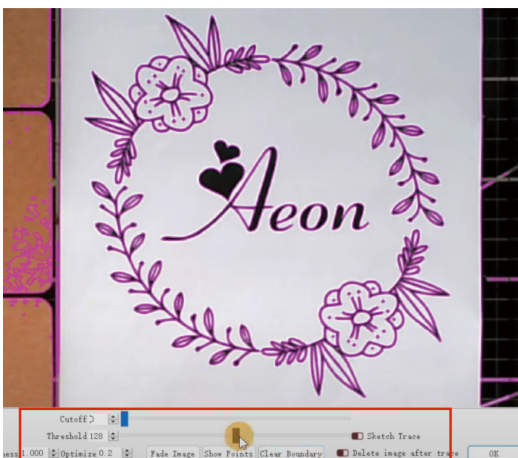 Aeon
Cutoff
Threshold 128
Sketch Trace
ness 1.000 Optimize 0.2 Fade Image Show Points Clear Boundary Delete image after trace OK